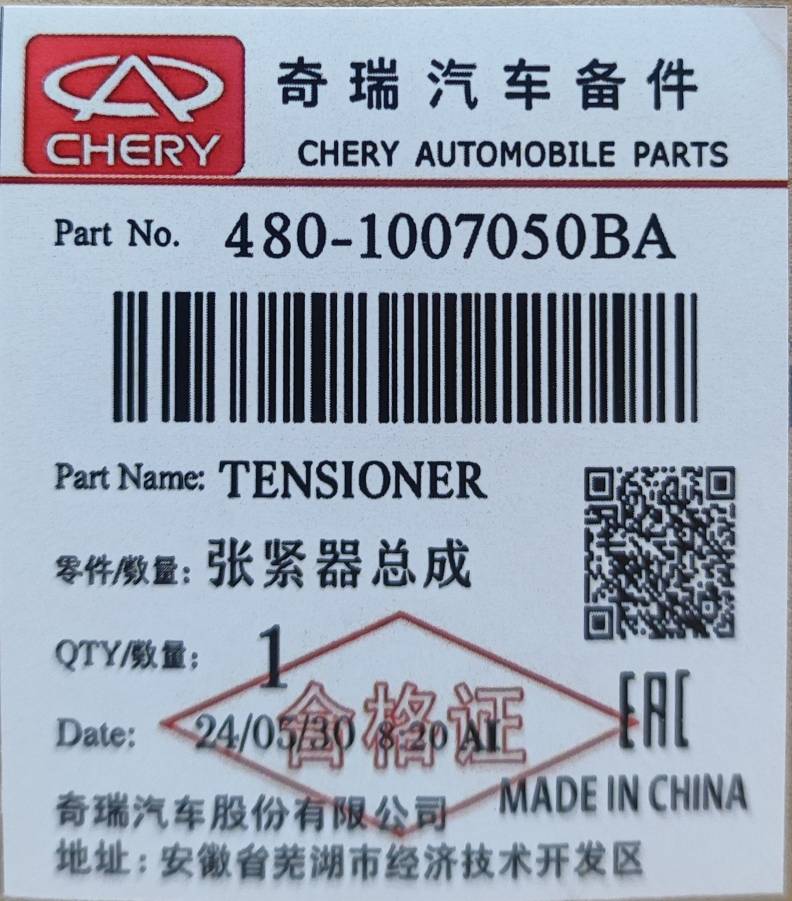 CHERY
奇瑞汽车备件
CHERY AUTOMOBILE PARTS
Part No. 480-1007050BA
Part Name: TENSIONER
零件/数量: 张紧器总成
QTY/数量: 1
合格证
Date: 24/05/30 8 20 AI
EAC
MADE IN CHINA
奇瑞汽车股份有限公司
地址: 安徽省芜湖市经济技术开发区